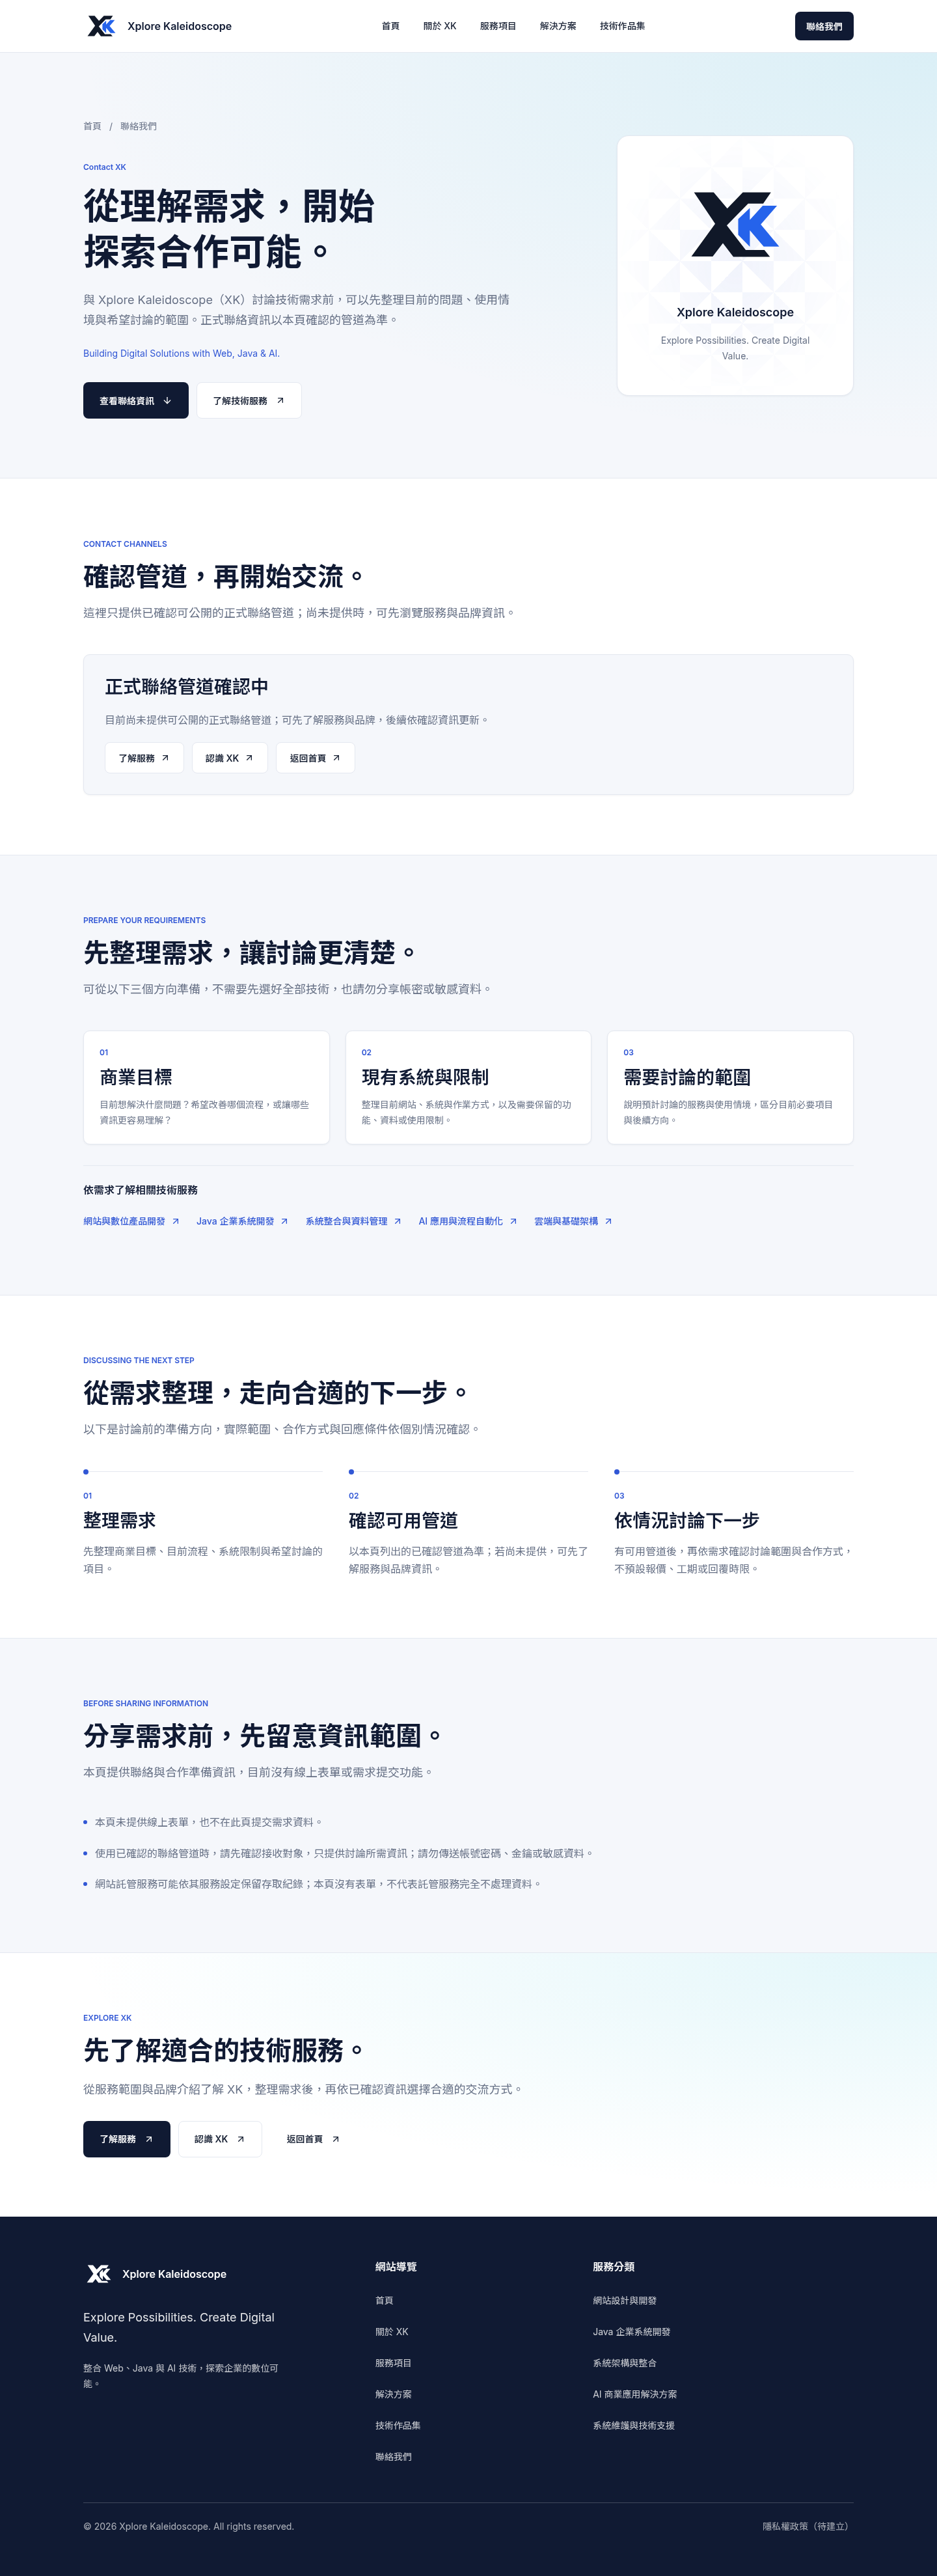 Xplore Kaleidoscope
首頁 關於 XK 服務項目 解決方案 技術作品集
聯絡我們
首頁 / 聯絡我們
Contact XK
從理解需求，開始
探索合作可能。
與 Xplore Kaleidoscope（XK）討論技術需求前，可以先整理目前的問題、使用情
境與希望討論的範圍。正式聯絡資訊以本頁確認的管道為準。
Building Digital Solutions with Web, Java & AI.
查看聯絡資訊 ↓ 了解技術服務 ↗
Xplore Kaleidoscope
Explore Possibilities. Create Digital
Value.
CONTACT CHANNELS
確認管道，再開始交流。
這裡只提供已確認可公開的正式聯絡管道；尚未提供時，可先瀏覽服務與品牌資訊。
正式聯絡管道確認中
目前尚未提供可公開的正式聯絡管道；可先了解服務與品牌，後續依確認資訊更新。
了解服務 ↗ 認識 XK ↗ 返回首頁 ↗
PREPARE YOUR REQUIREMENTS
先整理需求，讓討論更清楚。
可從以下三個方向準備，不需要先選好全部技術，也請勿分享帳密或敏感資料。
01
商業目標
目前想解決什麼問題？希望改善哪個流程，或讓哪些
資訊更容易理解？
02
現有系統與限制
整理目前網站、系統與作業方式，以及需要保留的功
能、資料或使用限制。
03
需要討論的範圍
說明預計討論的服務與使用情境，區分目前必要項目
與後續方向。
依需求了解相關技術服務
網站與數位產品開發 ↗ Java 企業系統開發 ↗ 系統整合與資料管理 ↗ AI 應用與流程自動化 ↗ 雲端與基礎架構 ↗
DISCUSSING THE NEXT STEP
從需求整理，走向合適的下一步。
以下是討論前的準備方向，實際範圍、合作方式與回應條件依個別情況確認。
01
整理需求
先整理商業目標、目前流程、系統限制與希望討論的
項目。
02
確認可用管道
以本頁列出的已確認管道為準；若尚未提供，可先了
解服務與品牌資訊。
03
依情況討論下一步
有可用管道後，再依需求確認討論範圍與合作方式，
不預設報價、工期或回覆時限。
BEFORE SHARING INFORMATION
分享需求前，先留意資訊範圍。
本頁提供聯絡與合作準備資訊，目前沒有線上表單或需求提交功能。
本頁未提供線上表單，也不在此頁提交需求資料。
使用已確認的聯絡管道時，請先確認接收對象，只提供討論所需資訊；請勿傳送帳號密碼、金鑰或敏感資料。
網站託管服務可能依其服務設定保留存取紀錄；本頁沒有表單，不代表託管服務完全不處理資料。
EXPLORE XK
先了解適合的技術服務。
從服務範圍與品牌介紹了解 XK，整理需求後，再依已確認資訊選擇合適的交流方式。
了解服務 ↗ 認識 XK ↗ 返回首頁 ↗
Xplore Kaleidoscope
Explore Possibilities. Create Digital
Value.
整合 Web、Java 與 AI 技術，探索企業的數位可
能。
網站導覽
首頁
關於 XK
服務項目
解決方案
技術作品集
聯絡我們
服務分類
網站設計與開發
Java 企業系統開發
系統架構與整合
AI 商業應用解決方案
系統維護與技術支援
© 2026 Xplore Kaleidoscope. All rights reserved.
隱私權政策（待建立）